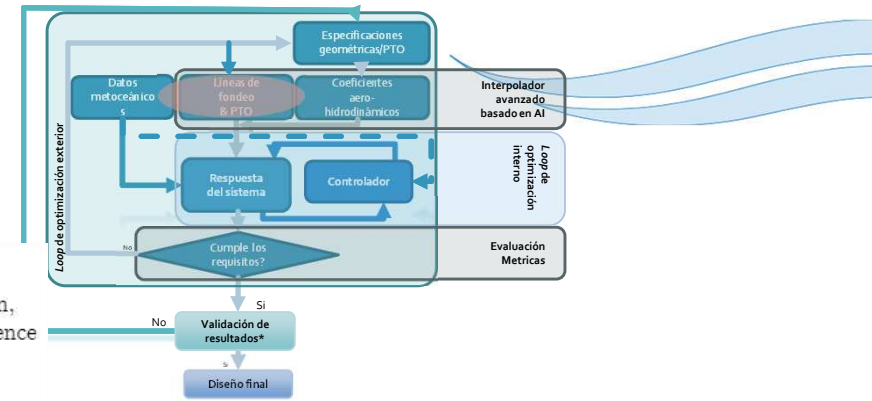 Especificaciones
geométricas/PTO
Datos
metoceánico
s
Líneas de
fondeo
& PTO
Coeficientes
aero-
hidrodinámicos
Interpolador
avanzado
basado en AI
Loop de optimización exterior
Respuesta
del sistema
Controlador
Loop de
optimización
interno
No
Cumple los
requisitos?
Evaluación
Metricas
Si
No
Validación de
resultados*
Si
Diseño final
n,
ence